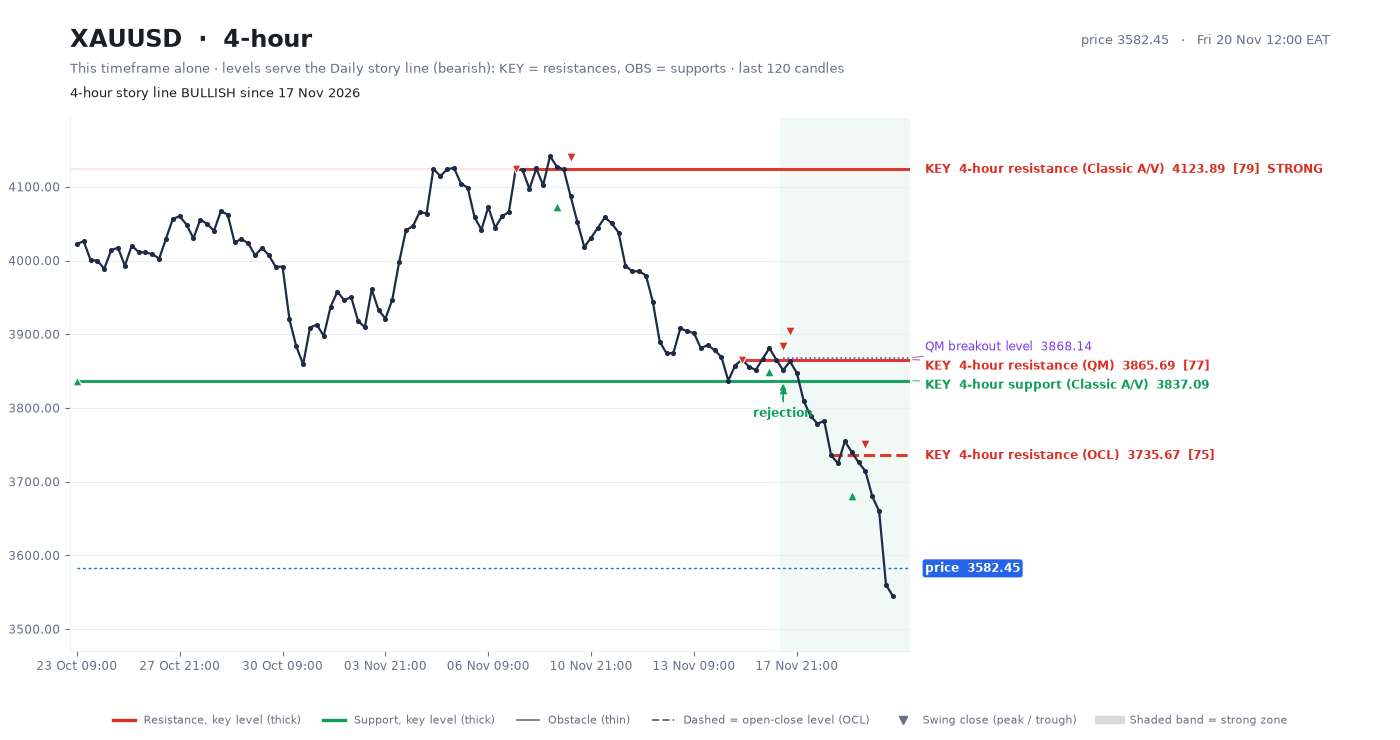 XAUUSD · 4-hour
price 3582.45 · Fri 20 Nov 12:00 EAT
This timeframe alone · levels serve the Daily story line (bearish): KEY = resistances, OBS = supports · last 120 candles
4-hour story line BULLISH since 17 Nov 2026
KEY 4-hour resistance (Classic A/V) 4123.89 [79] STRONG
4100.00
4000.00
3900.00
QM breakout level 3868.14
KEY 4-hour resistance (QM) 3865.69 [77]
KEY 4-hour support (Classic A/V) 3837.09
3800.00
rejection
KEY 4-hour resistance (OCL) 3735.67 [75]
3700.00
3600.00
price 3582.45
3500.00
23 Oct 09:00 27 Oct 21:00 30 Oct 09:00 03 Nov 21:00 06 Nov 09:00 10 Nov 21:00 13 Nov 09:00 17 Nov 21:00
Resistance, key level (thick) Support, key level (thick) Obstacle (thin) Dashed = open-close level (OCL) Swing close (peak / trough) Shaded band = strong zone